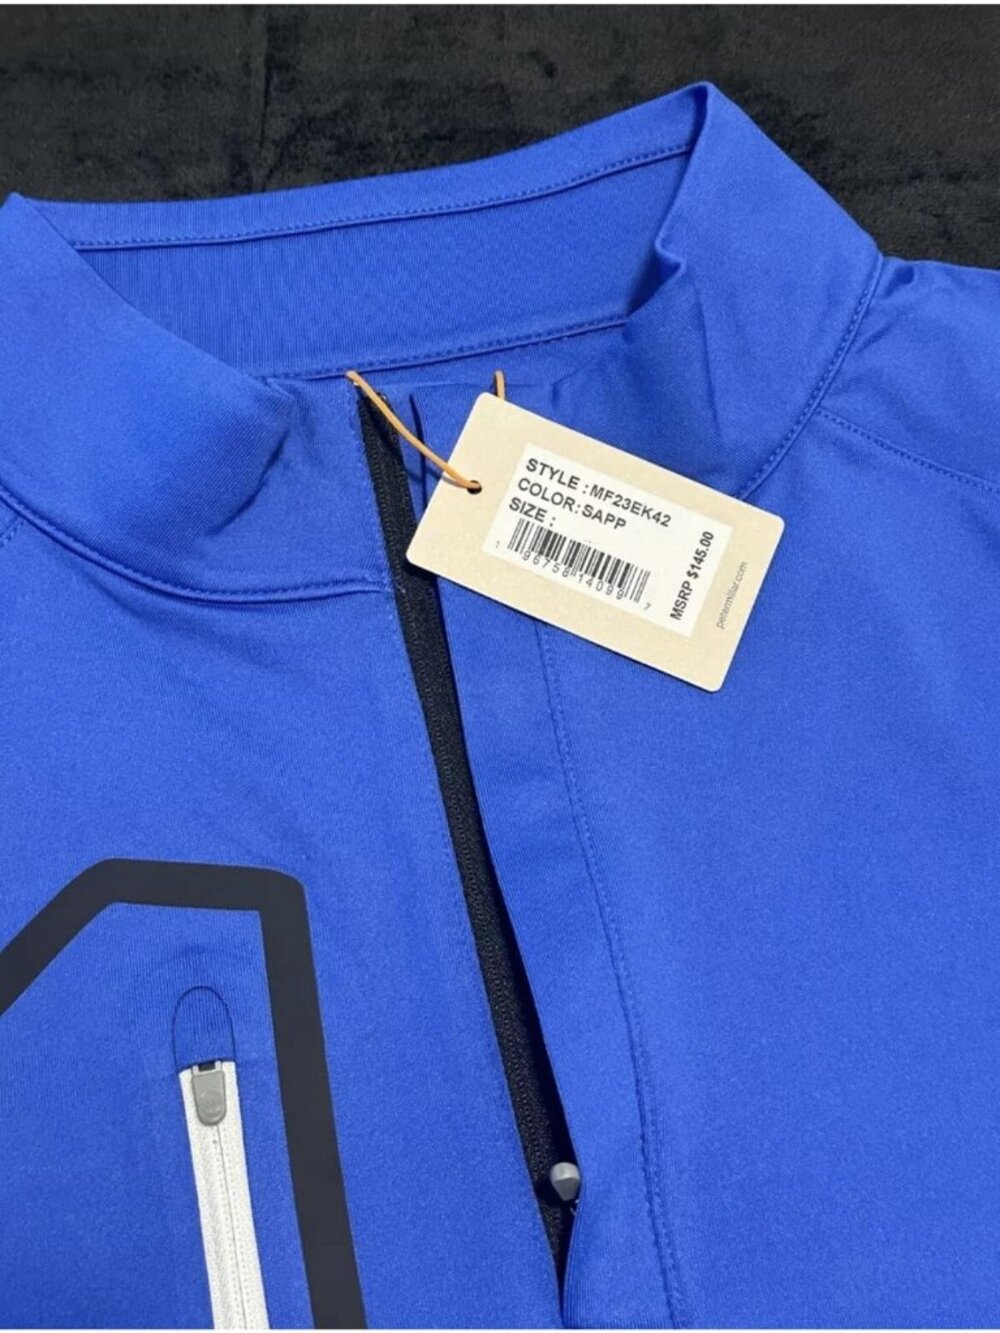 STYLE : MF23EK42
COLOR: SAPP
SIZE :
MSRP $145.00
petermillar.com